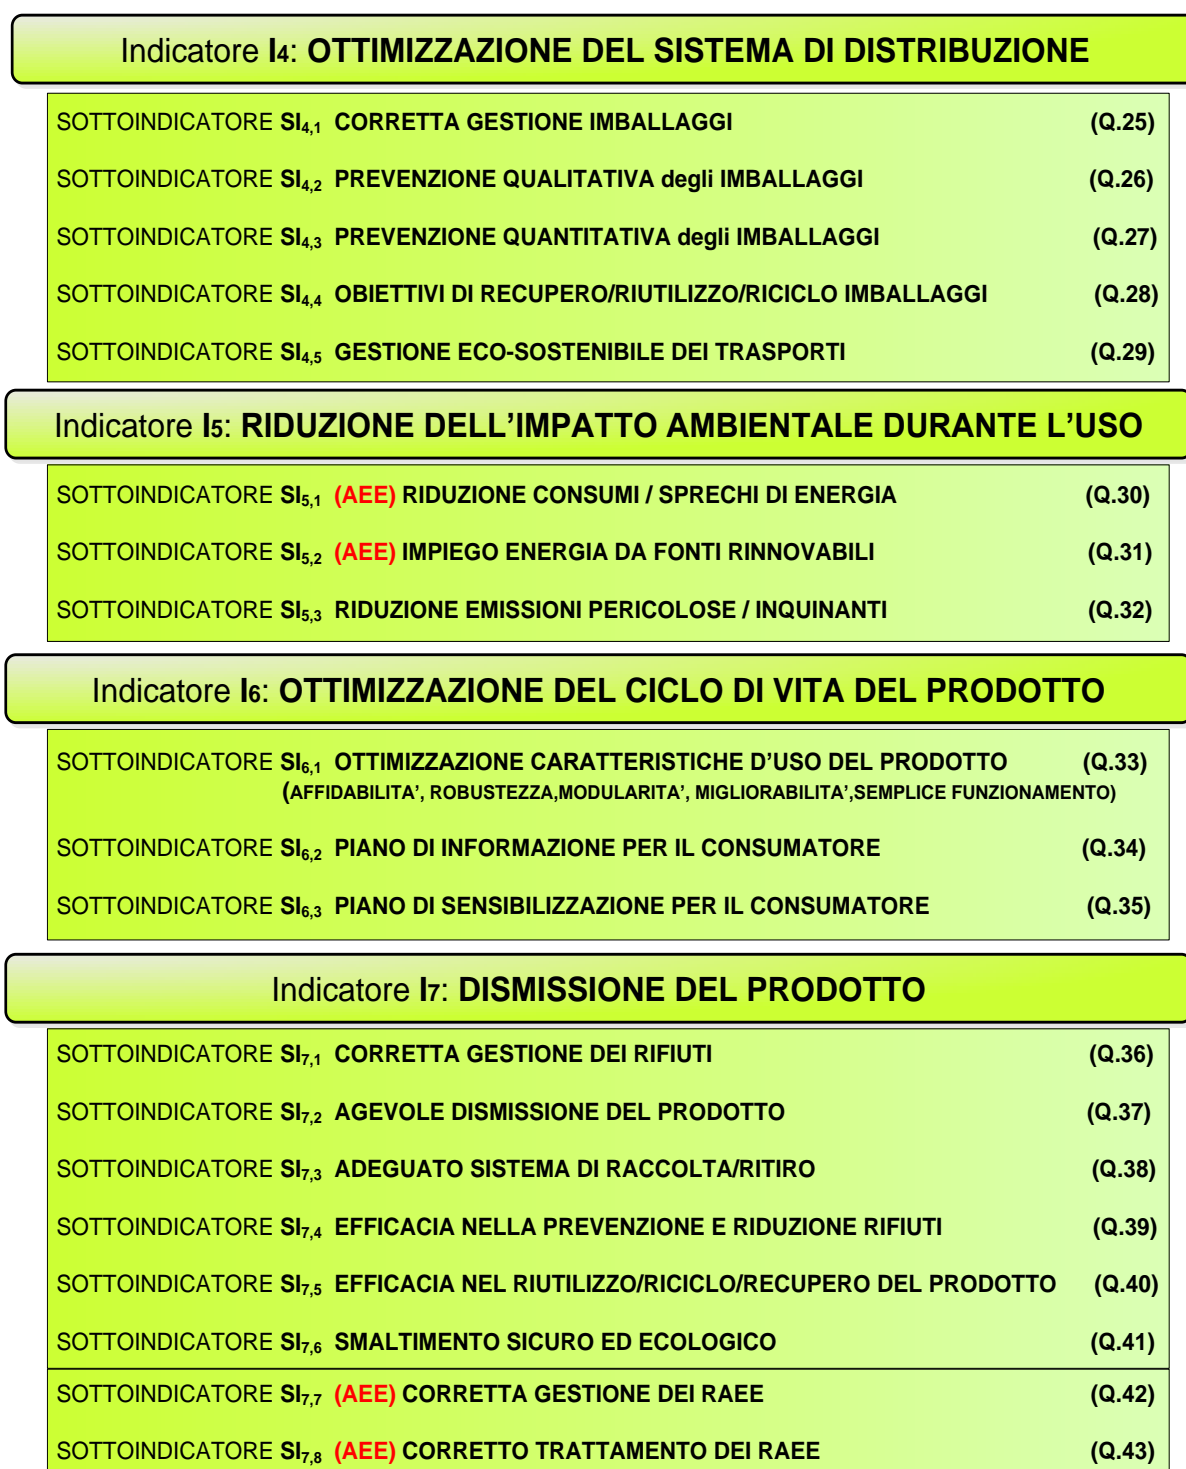 Indicatore I4: OTTIMIZZAZIONE DEL SISTEMA DI DISTRIBUZIONE
SOTTOINDICATORE SI4,1 CORRETTA GESTIONE IMBALLAGGI (Q.25)
SOTTOINDICATORE SI4,2 PREVENZIONE QUALITATIVA degli IMBALLAGGI (Q.26)
SOTTOINDICATORE SI4,3 PREVENZIONE QUANTITATIVA degli IMBALLAGGI (Q.27)
SOTTOINDICATORE SI4,4 OBIETTIVI DI RECUPERO/RIUTILIZZO/RICICLO IMBALLAGGI (Q.28)
SOTTOINDICATORE SI4,5 GESTIONE ECO-SOSTENIBILE DEI TRASPORTI (Q.29)
Indicatore I5: RIDUZIONE DELL’IMPATTO AMBIENTALE DURANTE L’USO
SOTTOINDICATORE SI5,1 (AEE) RIDUZIONE CONSUMI / SPRECHI DI ENERGIA (Q.30)
SOTTOINDICATORE SI5,2 (AEE) IMPIEGO ENERGIA DA FONTI RINNOVABILI (Q.31)
SOTTOINDICATORE SI5,3 RIDUZIONE EMISSIONI PERICOLOSE / INQUINANTI (Q.32)
Indicatore I6: OTTIMIZZAZIONE DEL CICLO DI VITA DEL PRODOTTO
SOTTOINDICATORE SI6,1 OTTIMIZZAZIONE CARATTERISTICHE D’USO DEL PRODOTTO (Q.33)
(AFFIDABILITA’, ROBUSTEZZA,MODULARITA’, MIGLIORABILITA’,SEMPLICE FUNZIONAMENTO)
SOTTOINDICATORE SI6,2 PIANO DI INFORMAZIONE PER IL CONSUMATORE (Q.34)
SOTTOINDICATORE SI6,3 PIANO DI SENSIBILIZZAZIONE PER IL CONSUMATORE (Q.35)
Indicatore I7: DISMISSIONE DEL PRODOTTO
SOTTOINDICATORE SI7,1 CORRETTA GESTIONE DEI RIFIUTI (Q.36)
SOTTOINDICATORE SI7,2 AGEVOLE DISMISSIONE DEL PRODOTTO (Q.37)
SOTTOINDICATORE SI7,3 ADEGUATO SISTEMA DI RACCOLTA/RITIRO (Q.38)
SOTTOINDICATORE SI7,4 EFFICACIA NELLA PREVENZIONE E RIDUZIONE RIFIUTI (Q.39)
SOTTOINDICATORE SI7,5 EFFICACIA NEL RIUTILIZZO/RICICLO/RECUPERO DEL PRODOTTO (Q.40)
SOTTOINDICATORE SI7,6 SMALTIMENTO SICURO ED ECOLOGICO (Q.41)
SOTTOINDICATORE SI7,7 (AEE) CORRETTA GESTIONE DEI RAEE (Q.42)
SOTTOINDICATORE SI7,8 (AEE) CORRETTO TRATTAMENTO DEI RAEE (Q.43)